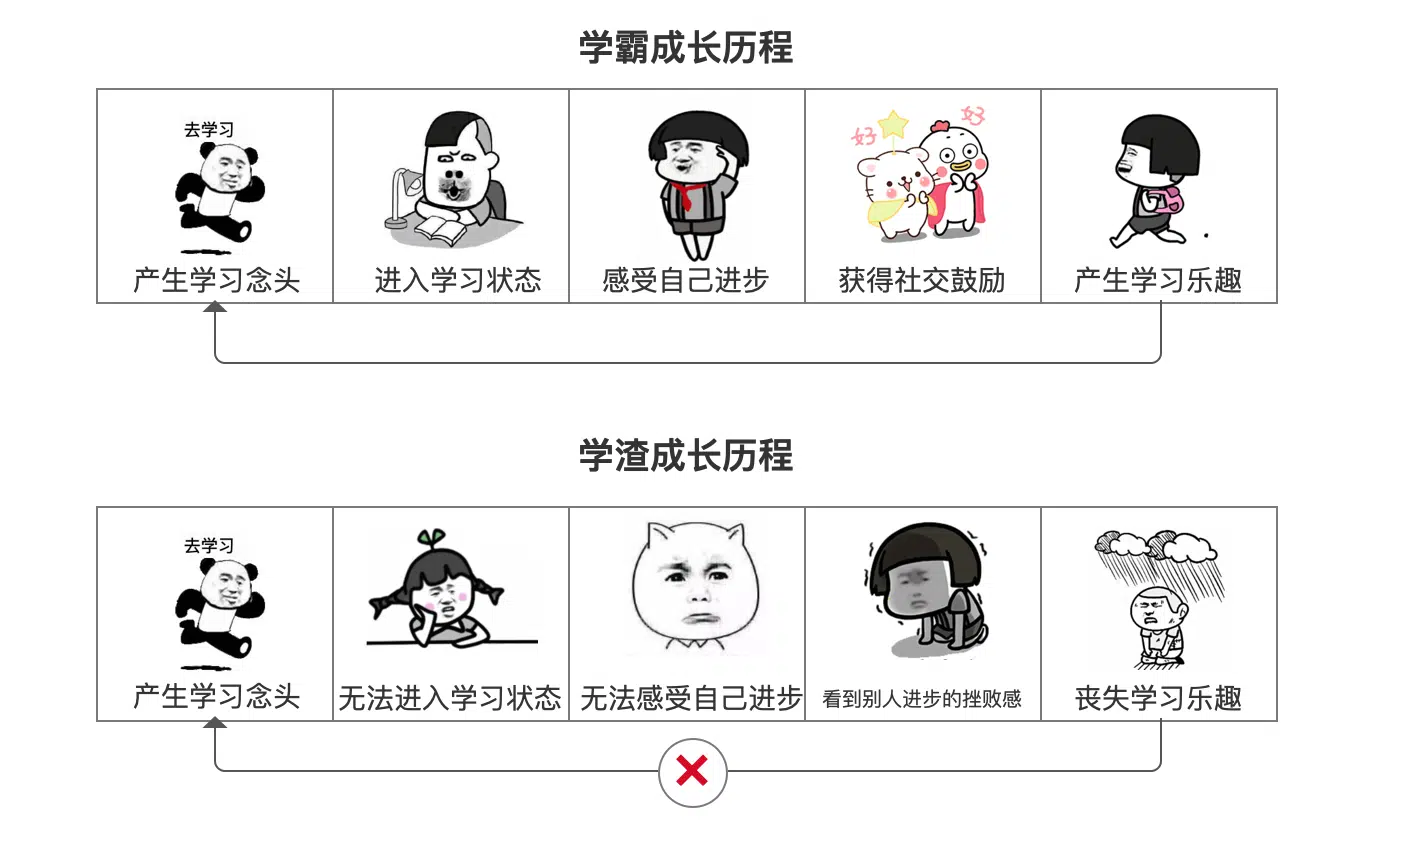 学霸成长历程
去学习
好
好
产生学习念头
进入学习状态
感受自己进步
获得社交鼓励
产生学习乐趣
学渣成长历程
去学习
产生学习念头
无法进入学习状态
无法感受自己进步
看到别人进步的挫败感
丧失学习乐趣